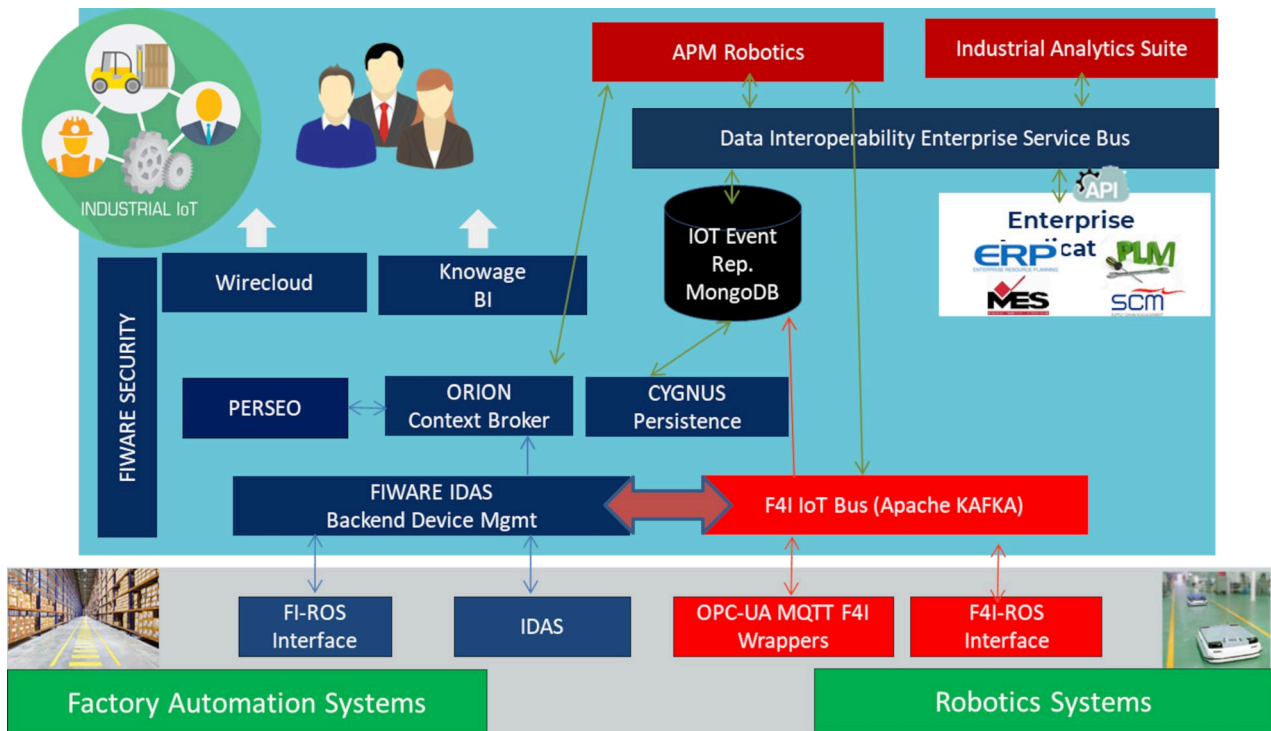 APM Robotics
Industrial Analytics Suite
Data Interoperability Enterprise Service Bus
INDUSTRIAL IoT
API
IOT Event
Rep.
MongoDB
Enterprise
icat
ERP
ENTERPRISE RESOURCE PLANNING
PLM
MES
SCM
Wirecloud
Knowage
BI
FIWARE SECURITY
PERSEO
ORION
Context Broker
CYGNUS
Persistence
FIWARE IDAS
Backend Device Mgmt
F4I IoT Bus (Apache KAFKA)
FI-ROS
Interface
IDAS
OPC-UA MQTT F4I
Wrappers
F4I-ROS
Interface
Factory Automation Systems
Robotics Systems